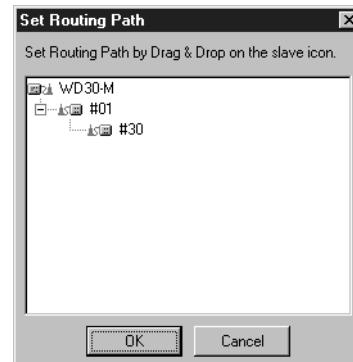 Set Routing Path
Set Routing Path by Drag & Drop on the slave icon.
WD30-M
#01
#30
OK
Cancel